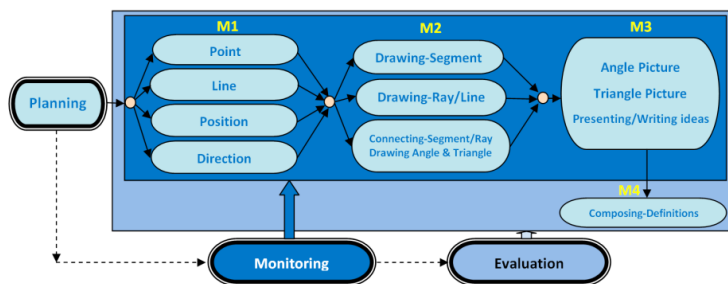 M1
M2
M3
Point
Line
Position
Direction
Planning
Drawing-Segment
Drawing-Ray/Line
Connecting-Segment/Ray
Drawing Angle & Triangle
Angle Picture
Triangle Picture
Presenting/Writing ideas
M4
Composing-Definitions
Monitoring
Evaluation